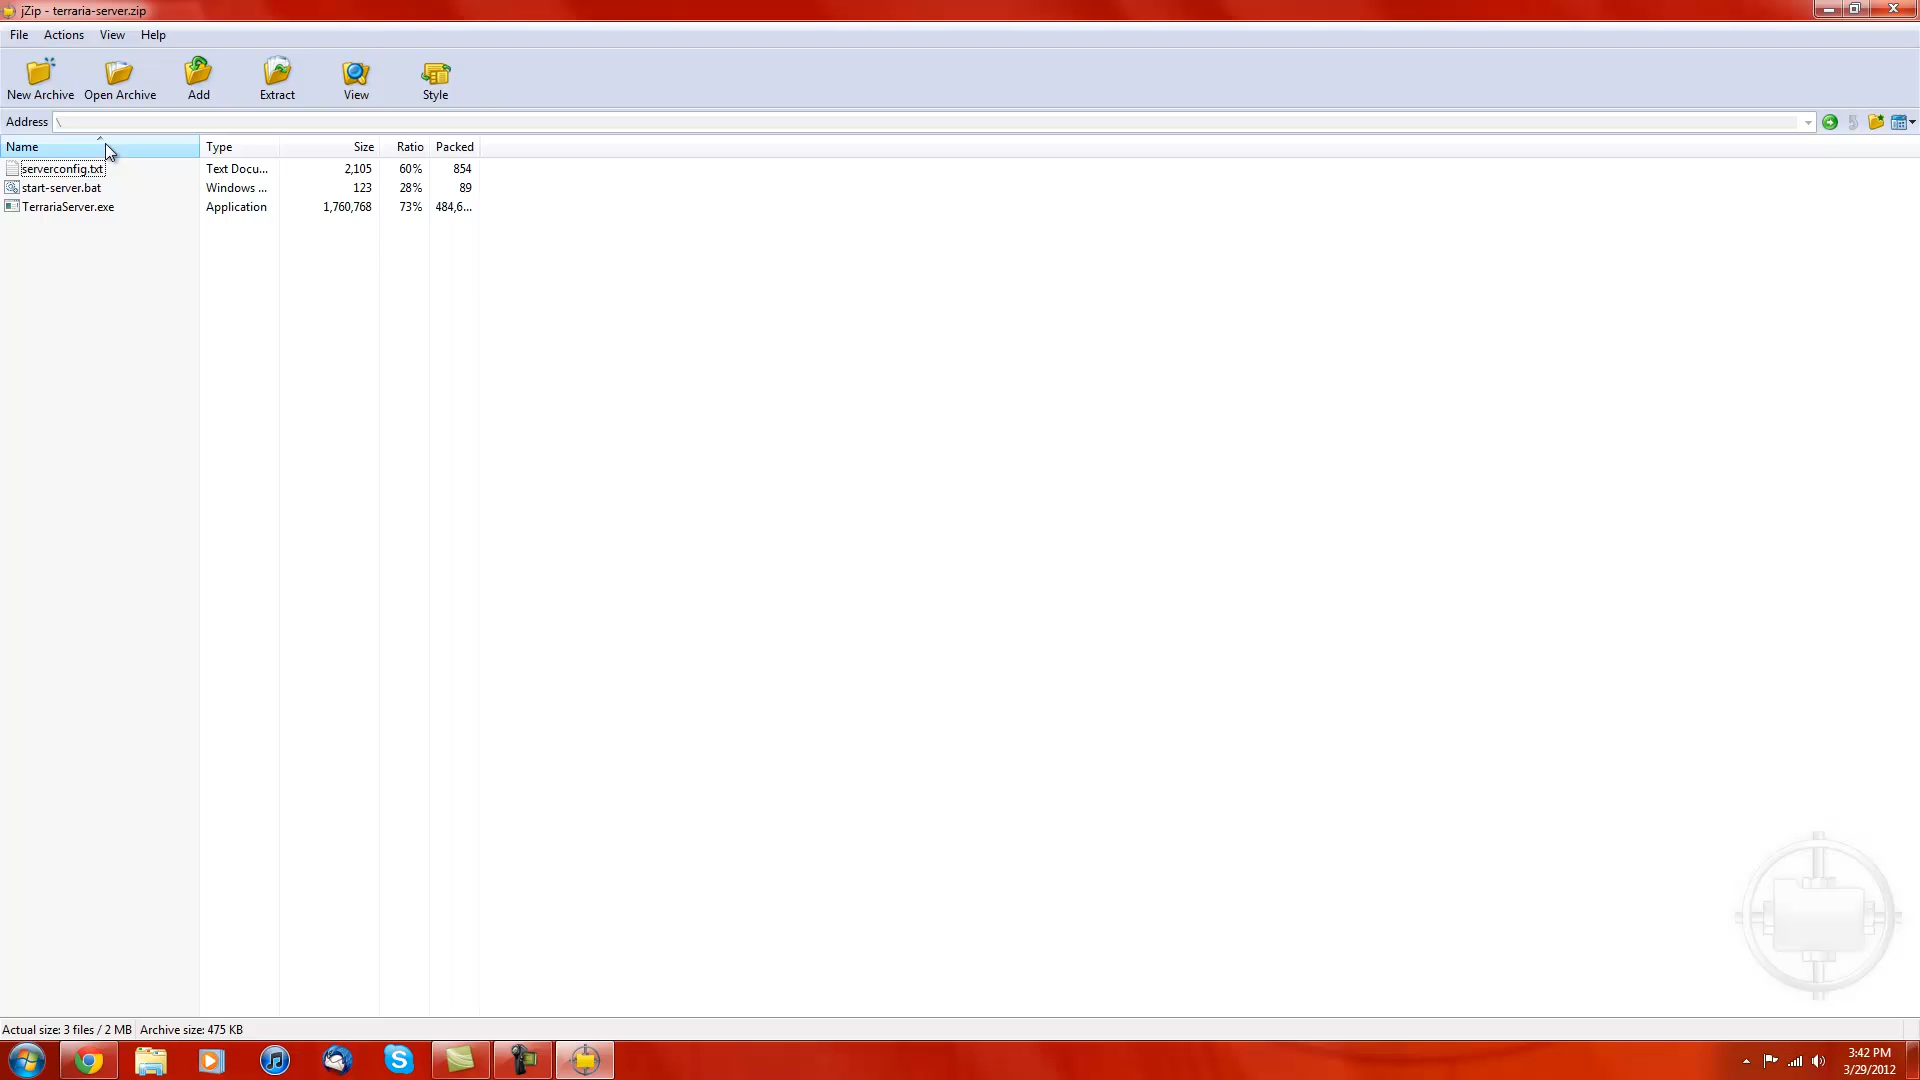 jZip - terraria-server.zip
File Actions View Help
New Archive Open Archive Add Extract View Style
Address \
Name Type Size Ratio Packed
serverconfig.txt Text Docu... 2,105 60% 854
start-server.bat Windows ... 123 28% 89
TerrariaServer.exe Application 1,760,768 73% 484,6...
Actual size: 3 files / 2 MB Archive size: 475 KB
3:42 PM
3/29/2012